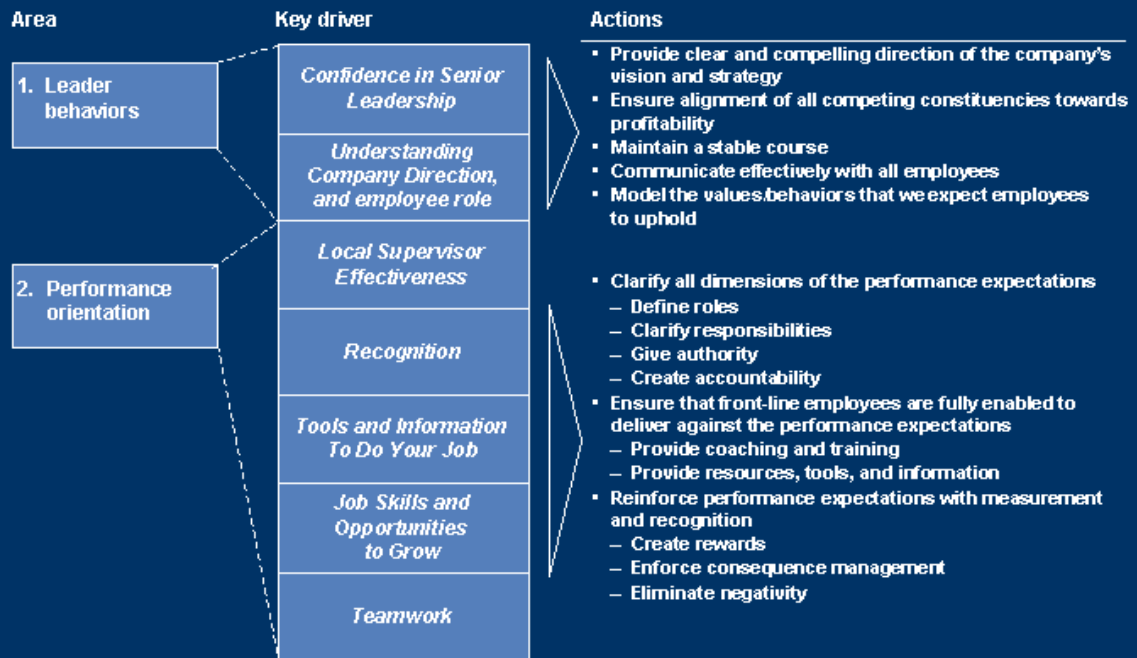 Area
Key driver
Actions
1. Leader
behaviors
2. Performance
orientation
Confidence in Senior
Leadership
Understanding
Company Direction,
and employee role
Local Supervisor
Effectiveness
Recognition
Tools and Information
To Do Your Job
Job Skills and
Opportunities
to Grow
Teamwork
▪ Provide clear and compelling direction of the company's
vision and strategy
▪ Ensure alignment of all competing constituencies towards
profitability
▪ Maintain a stable course
▪ Communicate effectively with all employees
▪ Model the values/behaviors that we expect employees
to uphold
▪ Clarify all dimensions of the performance expectations
– Define roles
– Clarify responsibilities
– Give authority
– Create accountability
▪ Ensure that front-line employees are fully enabled to
deliver against the performance expectations
– Provide coaching and training
– Provide resources, tools, and information
▪ Reinforce performance expectations with measurement
and recognition
– Create rewards
– Enforce consequence management
– Eliminate negativity